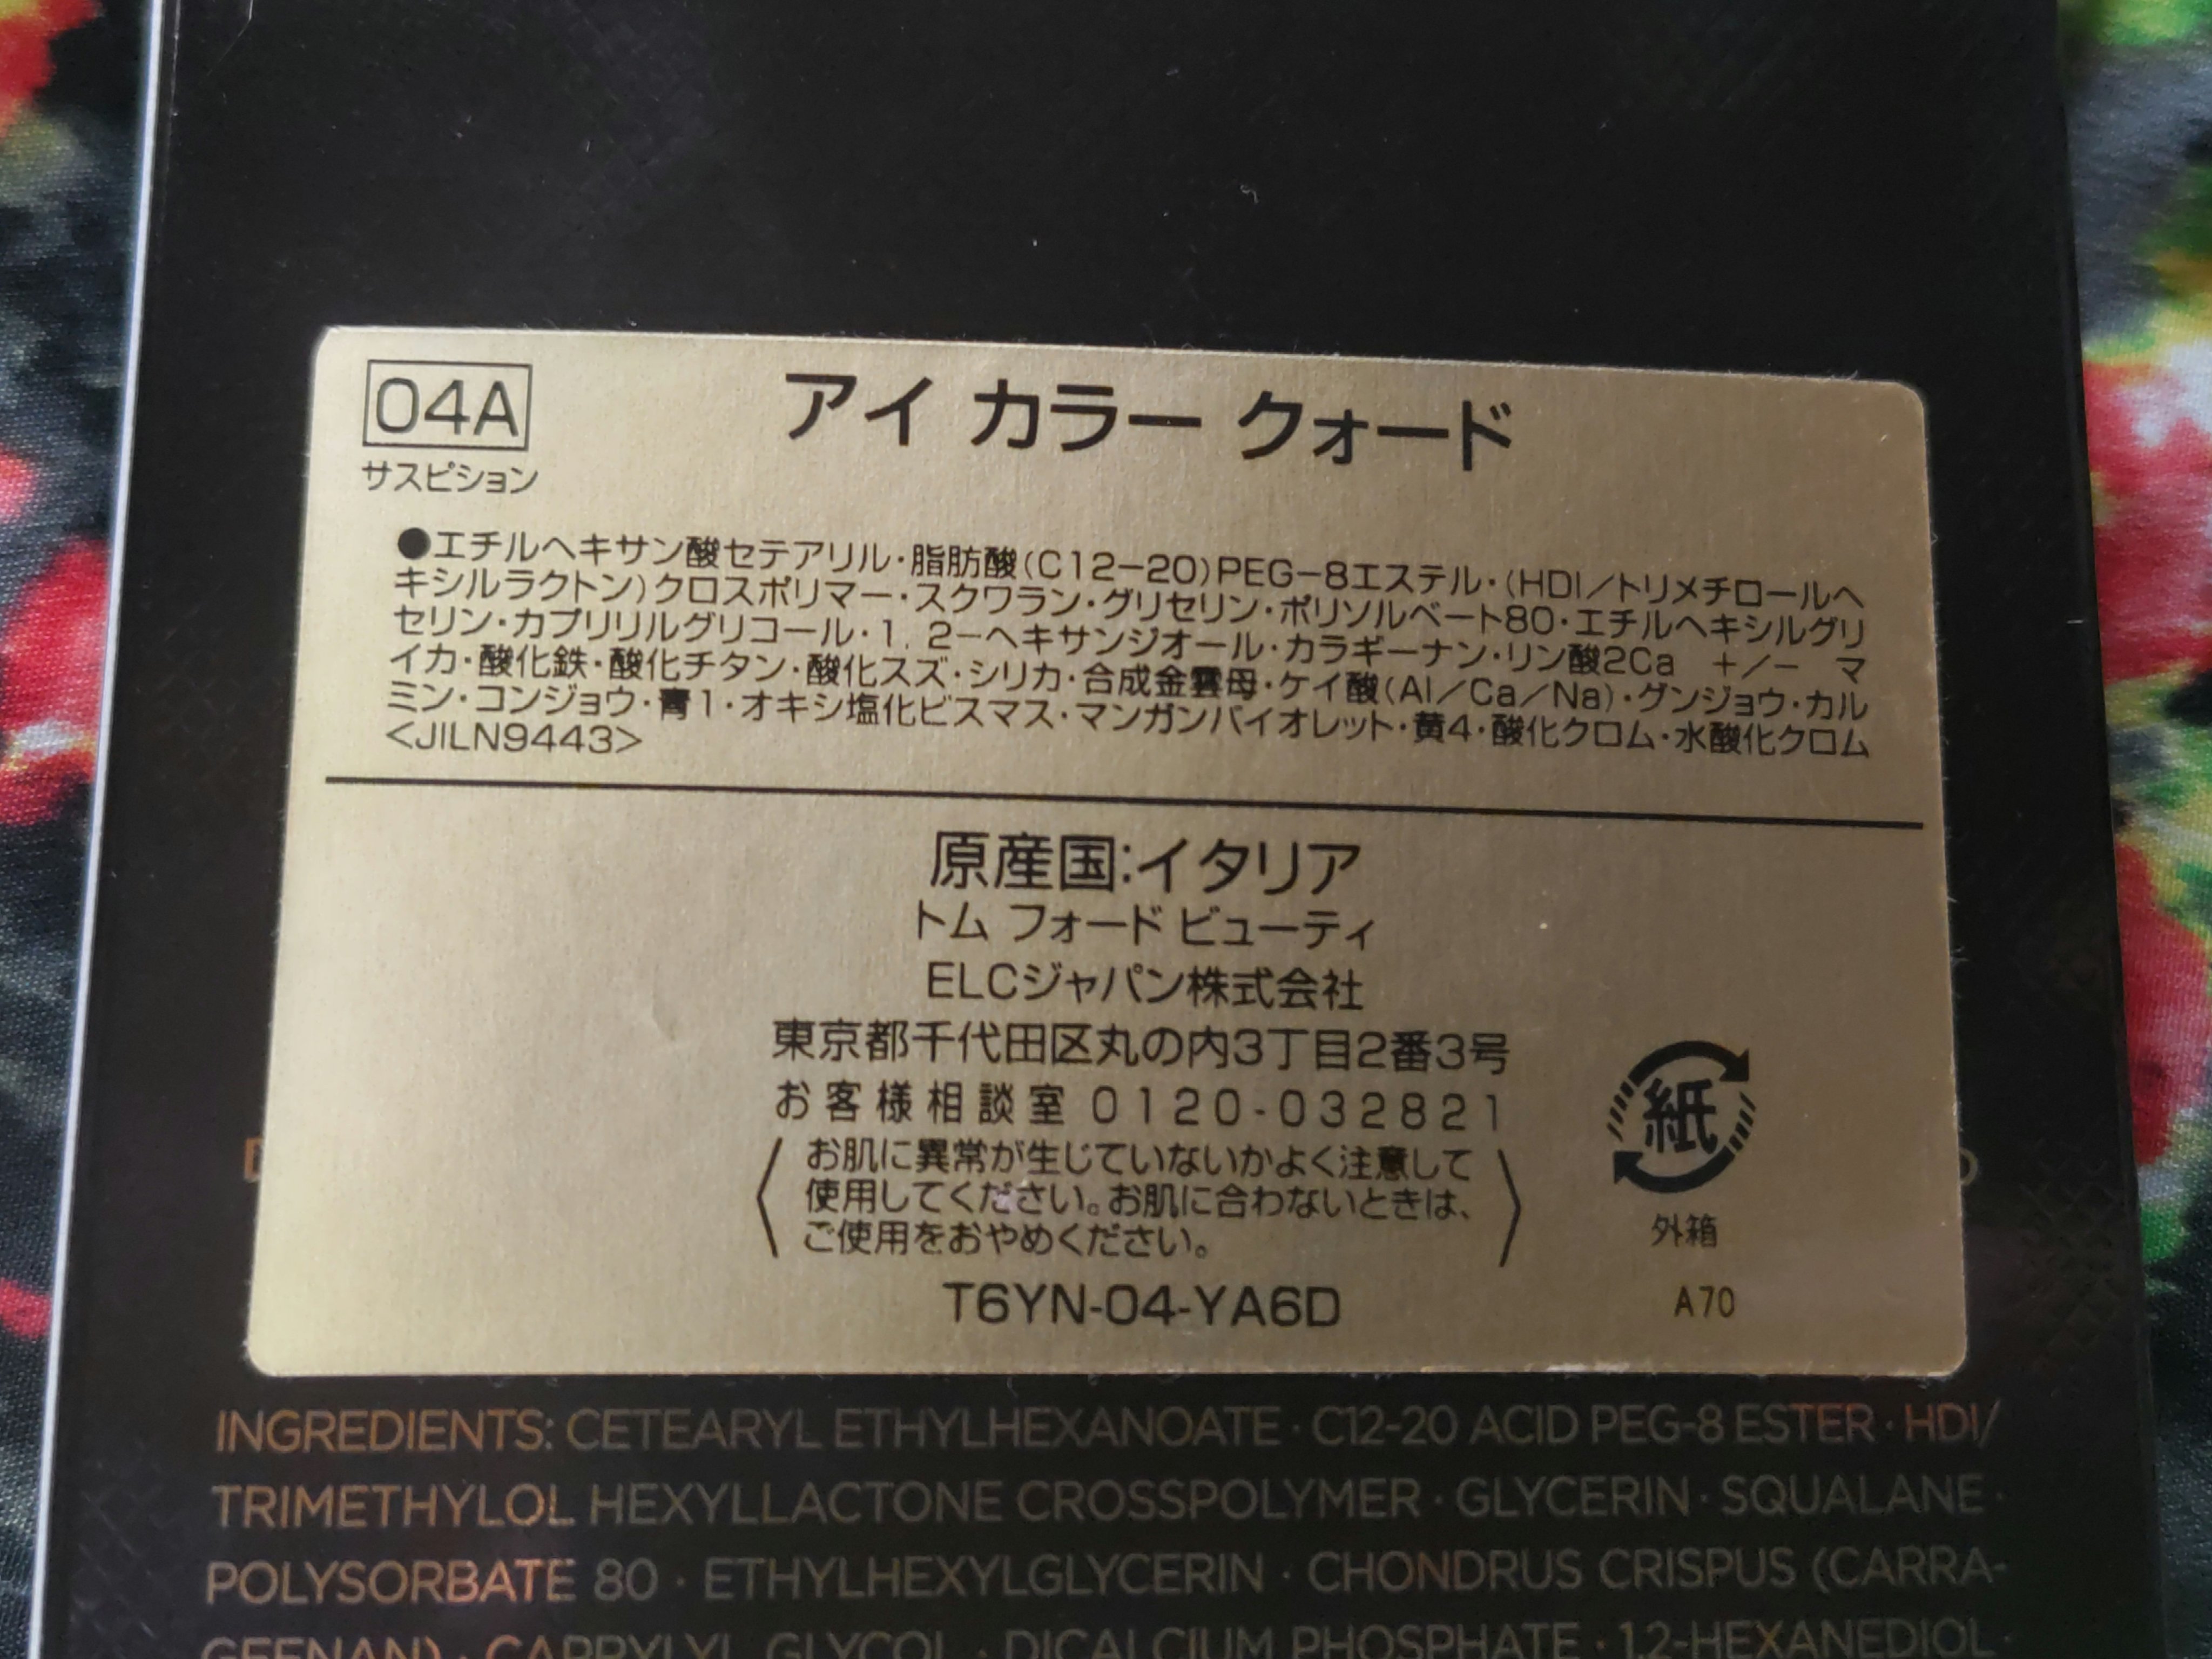 04A
サスピション
アイ カラー クォード
●エチルヘキサン酸セテアリル・脂肪酸(C12−20)PEG−8エステル・(HDI／トリメチロールヘ
キシルラクトン)クロスポリマー・スクワラン・グリセリン・ポリソルベート80・エチルヘキシルグリ
セリン・カプリリルグリコール・1, 2−ヘキサンジオール・カラギーナン・リン酸2Ca　+／−　マ
イカ・酸化鉄・酸化チタン・酸化スズ・シリカ・合成金雲母・ケイ酸(Al／Ca／Na)・グンジョウ・カル
ミン・コンジョウ・青1・オキシ塩化ビスマス・マンガンバイオレット・黄4・酸化クロム・水酸化クロム
<JILN9443>
原産国:イタリア
トム フォード ビューティ
ELCジャパン株式会社
東京都千代田区丸の内3丁目2番3号
お客様相談室 0120-032821
お肌に異常が生じていないかよく注意して
使用してください。お肌に合わないときは、
ご使用をおやめください。
T6YN-04-YA6D
紙
外箱
A70
INGREDIENTS: CETEARYL ETHYLHEXANOATE · C12-20 ACID PEG-8 ESTER · HDI/
TRIMETHYLOL HEXYLLACTONE CROSSPOLYMER · GLYCERIN · SQUALANE ·
POLYSORBATE 80 · ETHYLHEXYLGLYCERIN · CHONDRUS CRISPUS (CARRA-
GEENAN) · CAPRYLYL GLYCOL · DICALCIUM PHOSPHATE · 1,2-HEXANEDIOL ·